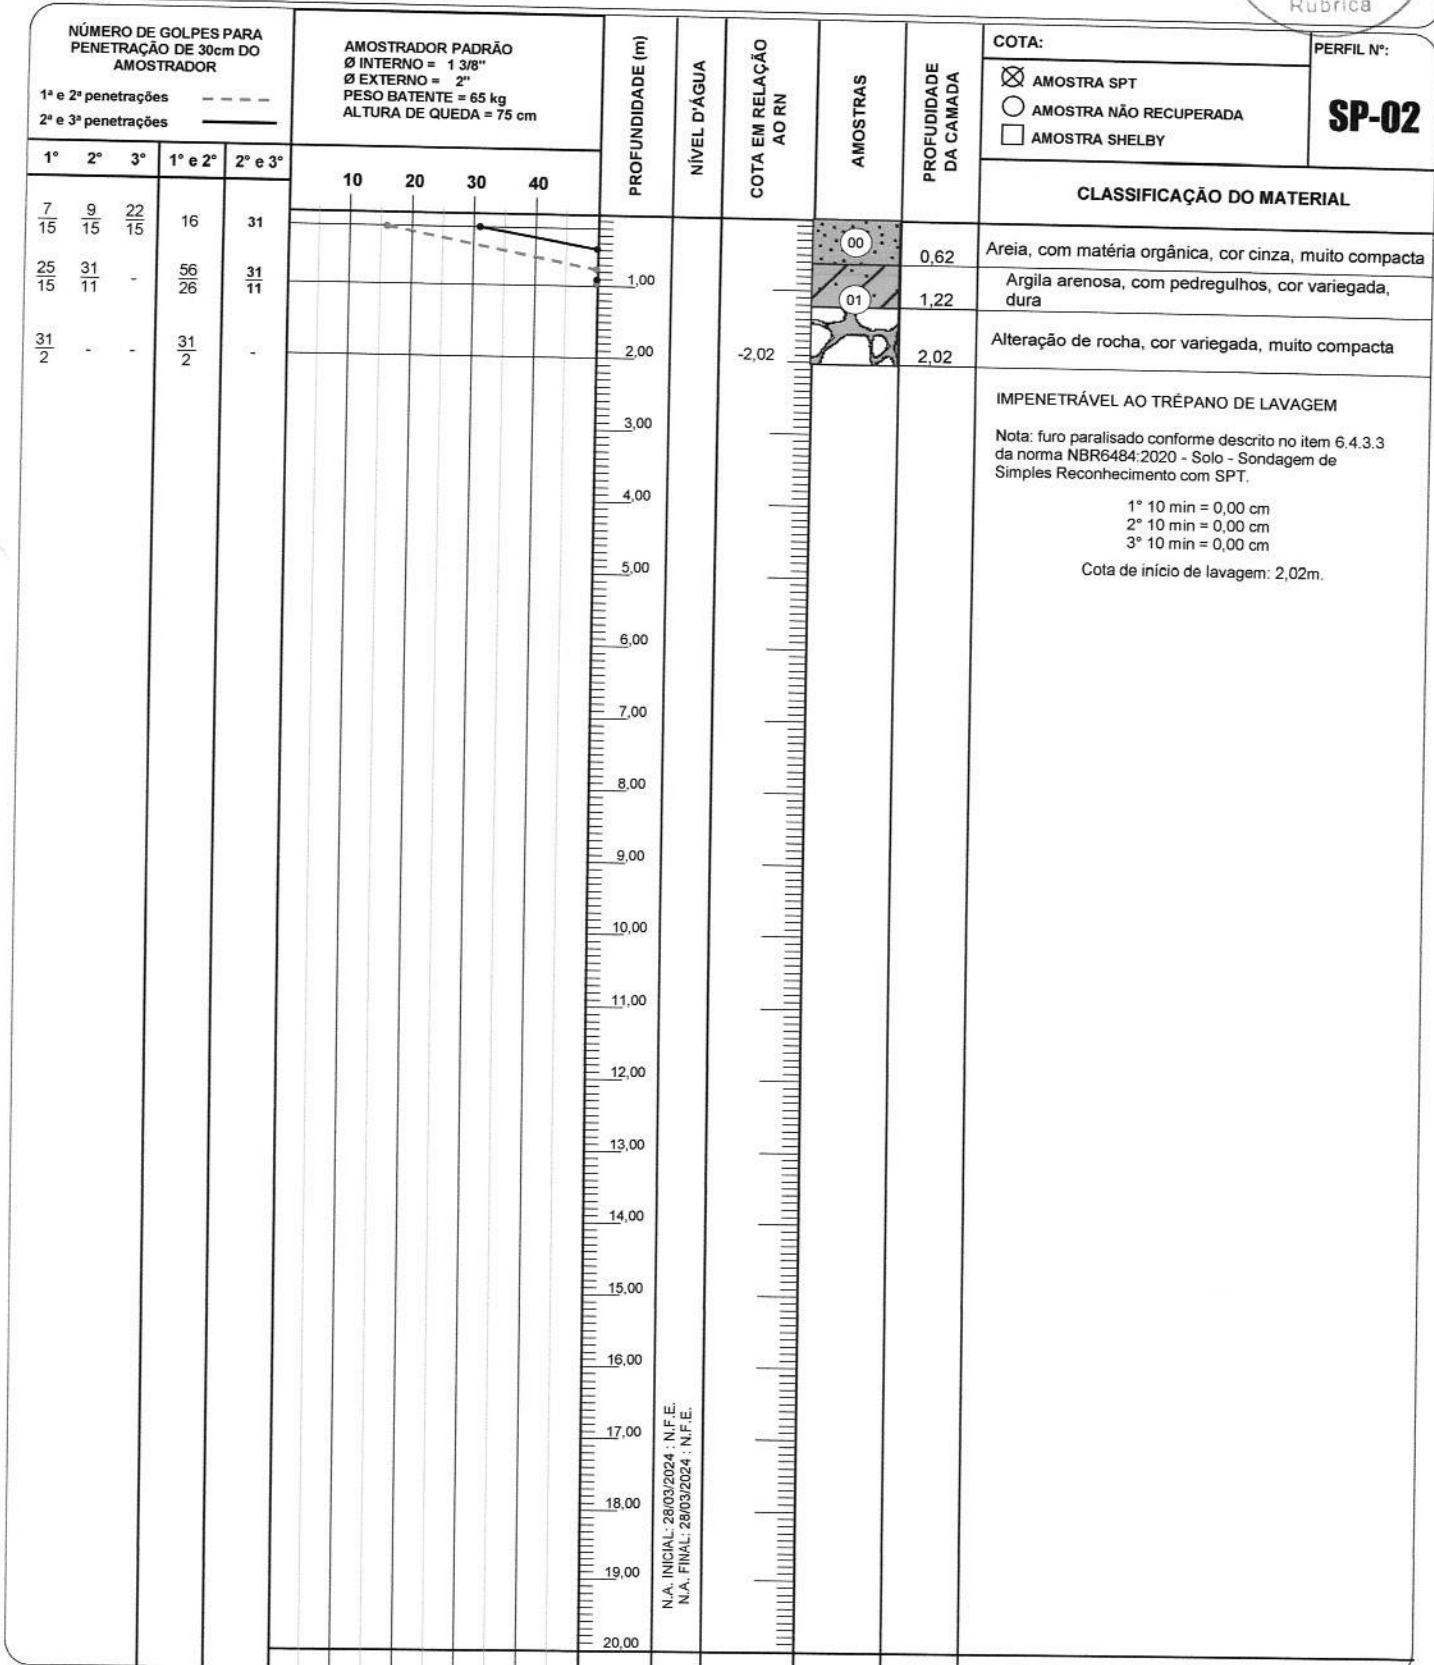 Rubrica
NÚMERO DE GOLPES PARA
PENETRAÇÃO DE 30cm DO
AMOSTRADOR
1ª e 2ª penetrações
2ª e 3ª penetrações
AMOSTRADOR PADRÃO
Ø INTERNO = 1 3/8"
Ø EXTERNO = 2"
PESO BATENTE = 65 kg
ALTURA DE QUEDA = 75 cm
PROFUNDIDADE (m)
NÍVEL D'ÁGUA
COTA EM RELAÇÃO
AO RN
AMOSTRAS
PROFUDIDADE
DA CAMADA
COTA:
AMOSTRA SPT
AMOSTRA NÃO RECUPERADA
AMOSTRA SHELBY
PERFIL Nº:
SP-02
CLASSIFICAÇÃO DO MATERIAL
1° 2° 3° 1° e 2° 2° e 3°
10 20 30 40
7/15 9/15 22/15 16 31
00
0,62
Areia, com matéria orgânica, cor cinza, muito compacta
25/15 31/11 - 56/26 31/11
1,00
01
1,22
Argila arenosa, com pedregulhos, cor variegada,
dura
31/2 - - 31/2 -
2,00
-2,02
2,02
Alteração de rocha, cor variegada, muito compacta
IMPENETRÁVEL AO TRÉPANO DE LAVAGEM
Nota: furo paralisado conforme descrito no item 6.4.3.3
da norma NBR6484:2020 - Solo - Sondagem de
Simples Reconhecimento com SPT.
1° 10 min = 0,00 cm
2° 10 min = 0,00 cm
3° 10 min = 0,00 cm
Cota de início de lavagem: 2,02m.
3,00
4,00
5,00
6,00
7,00
8,00
9,00
10,00
11,00
12,00
13,00
14,00
15,00
16,00
17,00
18,00
19,00
20,00
N.A. INICIAL: 28/03/2024 : N.F.E.
N.A. FINAL: 28/03/2024 : N.F.E.